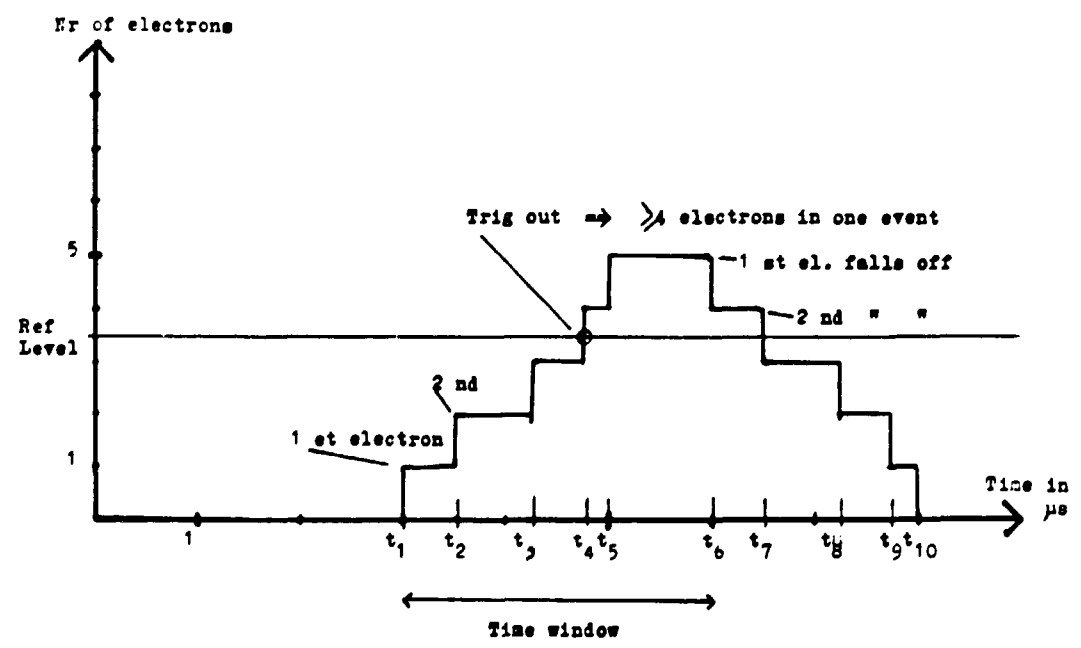 Nr of electrons
Trig out ⇒ ⩾4 electrons in one event
5
1 st el. falls off
2 nd " "
Ref
Level
2 nd
1 st electron
1
Time in
μs
1
t1 t2 t3 t4 t5 t6 t7 t8 t9 t10
Time window